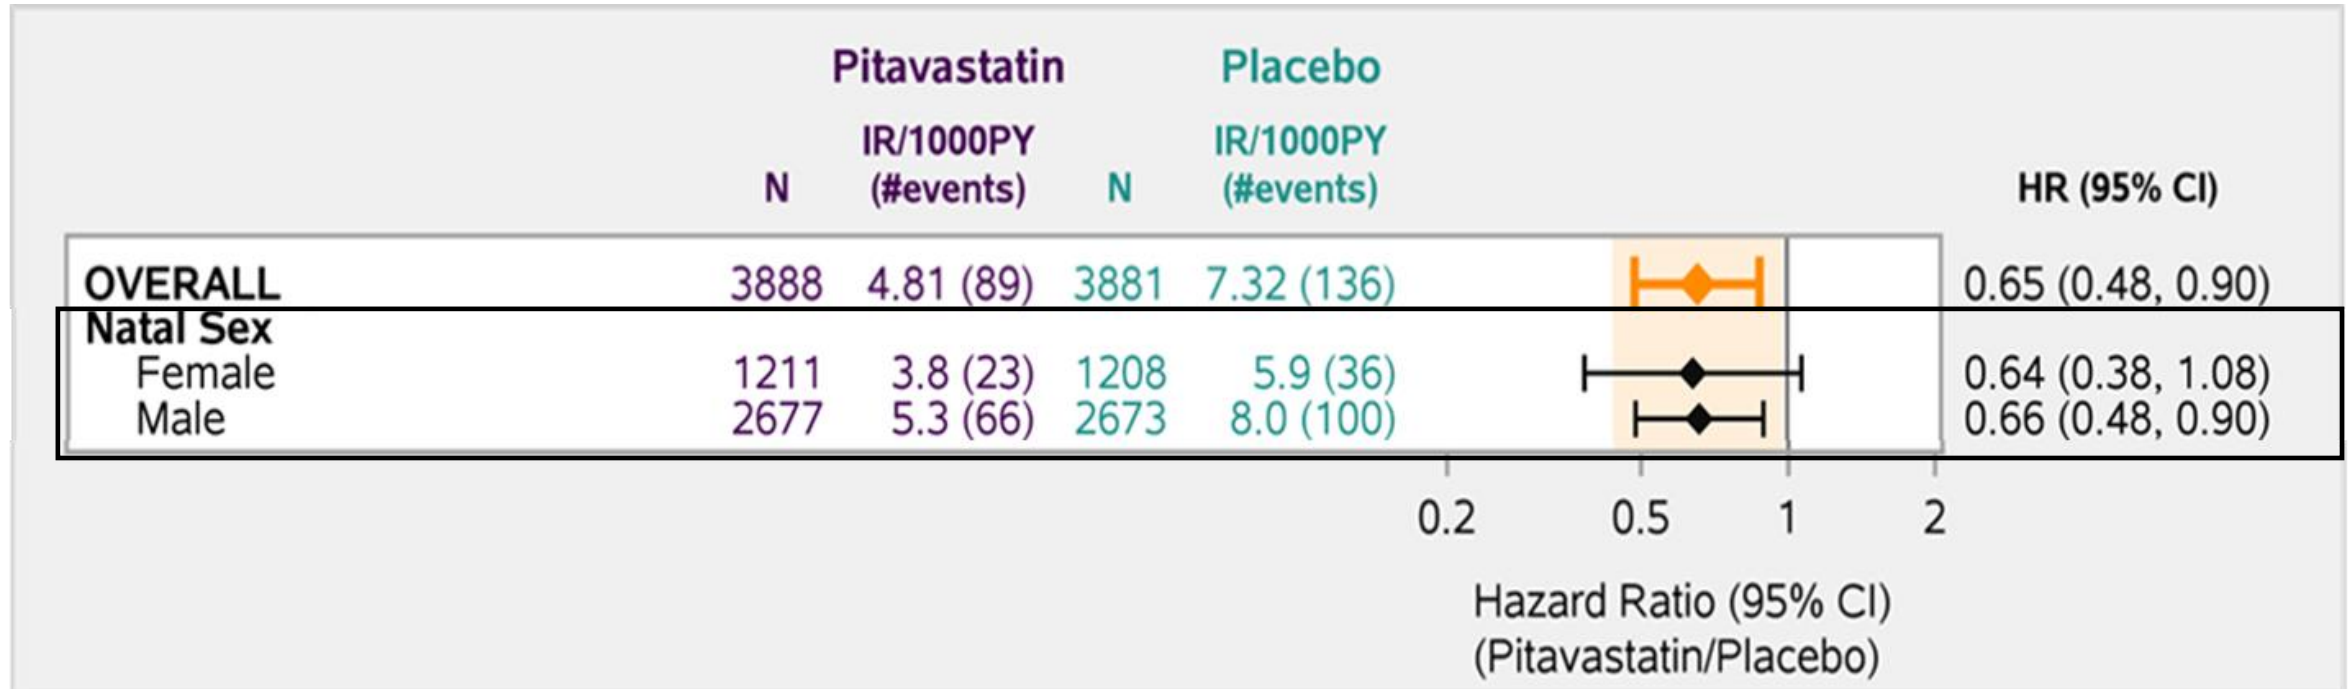 Pitavastatin Placebo
IR/1000PY IR/1000PY
N (#events) N (#events) HR (95% CI)
OVERALL 3888 4.81 (89) 3881 7.32 (136) 0.65 (0.48, 0.90)
Natal Sex
Female 1211 3.8 (23) 1208 5.9 (36) 0.64 (0.38, 1.08)
Male 2677 5.3 (66) 2673 8.0 (100) 0.66 (0.48, 0.90)
0.2 0.5 1 2
Hazard Ratio (95% CI)
(Pitavastatin/Placebo)